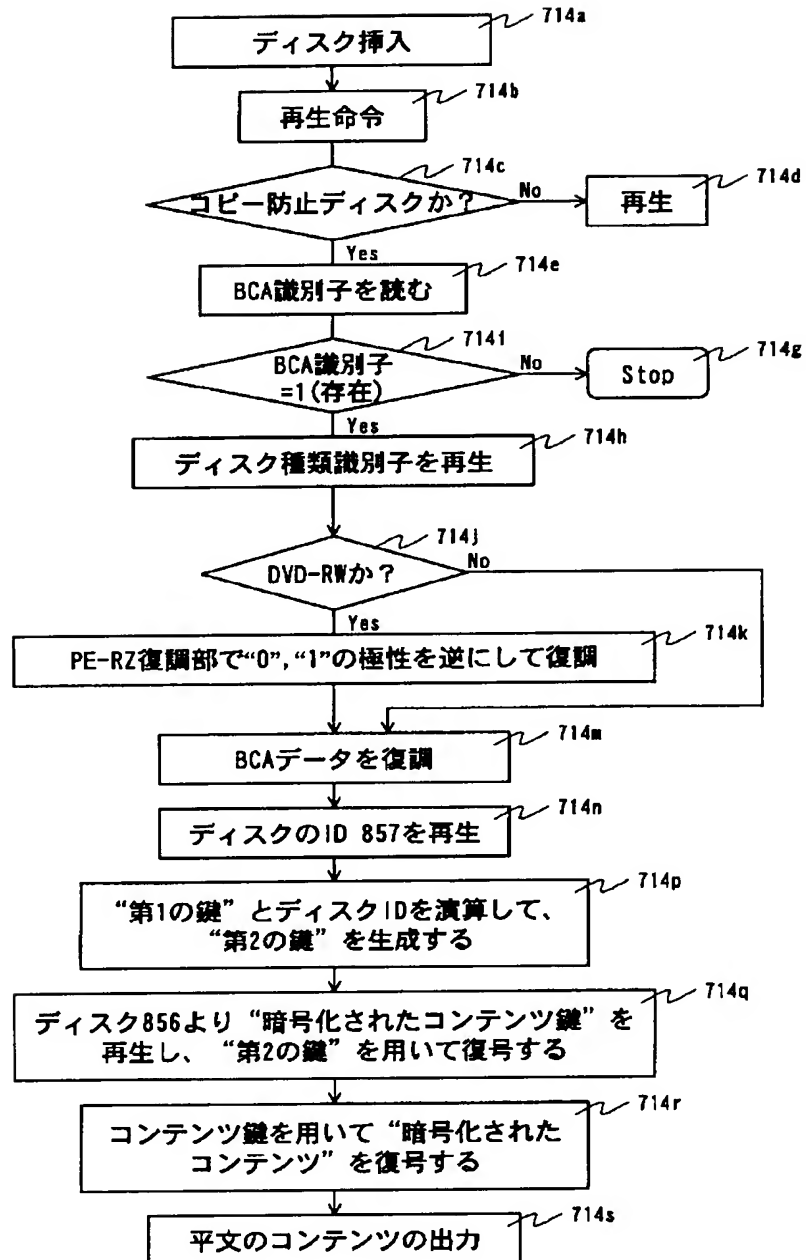 714a
ディスク挿入
714b
再生命令
714c
コピー防止ディスクか？
No
714d
再生
Yes
714e
BCA識別子を読む
714i
BCA識別子
=1(存在)
No
714g
Stop
Yes
714h
ディスク種類識別子を再生
714j
DVD-RWか？
No
Yes
714k
PE-RZ復調部で“0”,“1”の極性を逆にして復調
714m
BCAデータを復調
714n
ディスクのID 857を再生
714p
“第1の鍵”とディスクIDを演算して、
“第2の鍵”を生成する
714q
ディスク856より“暗号化されたコンテンツ鍵”を
再生し、“第2の鍵”を用いて復号する
714r
コンテンツ鍵を用いて“暗号化された
コンテンツ”を復号する
714s
平文のコンテンツの出力